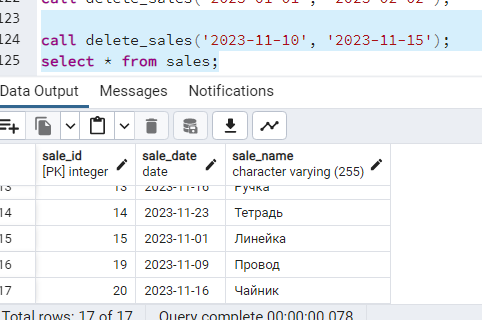 call delete_sales('2023-01-01', '2023-02-02');
123
124 call delete_sales('2023-11-10', '2023-11-15');
125 select * from sales;
Data Output Messages Notifications
sale_id sale_date sale_name
[PK] integer date character varying (255)
13 13 2023-11-16 Ручка
14 14 2023-11-23 Тетрадь
15 15 2023-11-01 Линейка
16 19 2023-11-09 Провод
17 20 2023-11-16 Чайник
Total rows: 17 of 17 Query complete 00:00:00.078